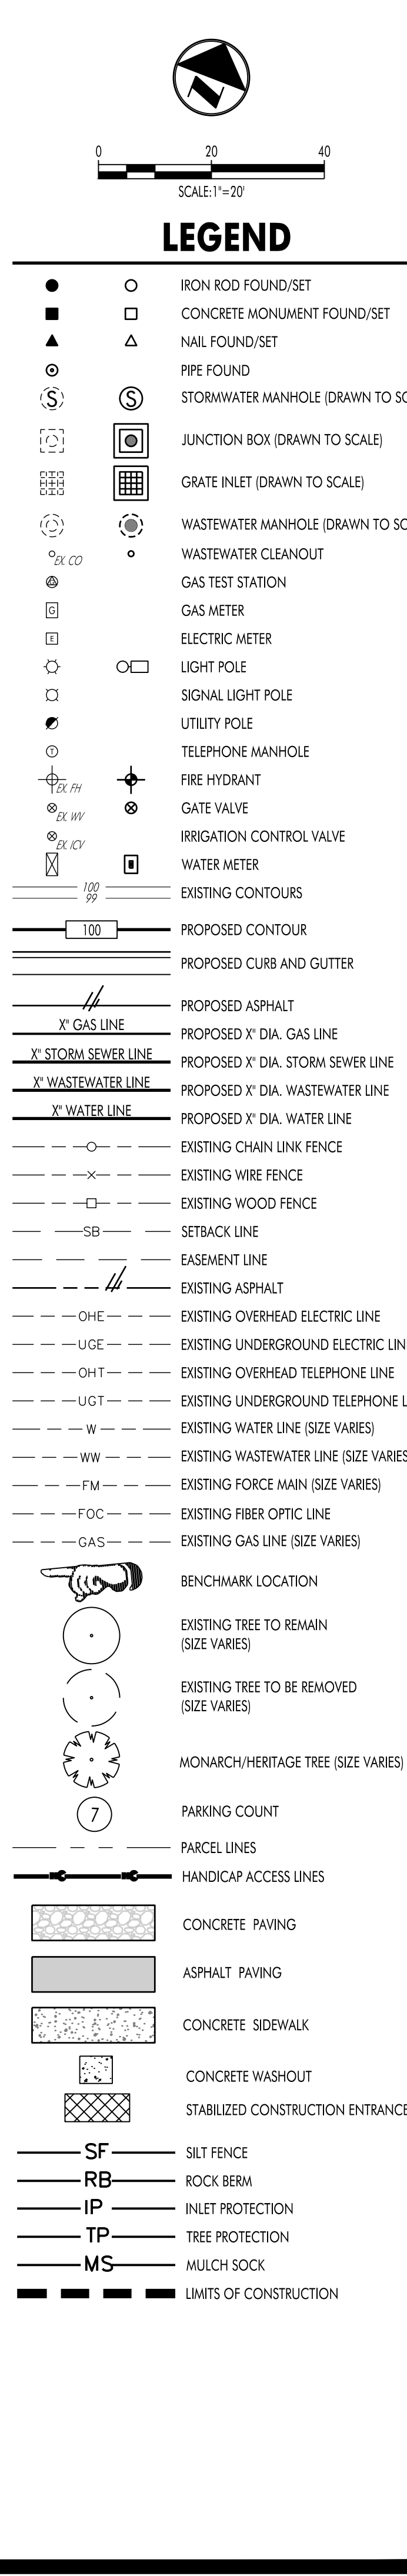 N
0 20 40
SCALE:1"=20'
LEGEND
IRON ROD FOUND/SET
CONCRETE MONUMENT FOUND/SET
NAIL FOUND/SET
PIPE FOUND
S S STORMWATER MANHOLE (DRAWN TO SC
JUNCTION BOX (DRAWN TO SCALE)
GRATE INLET (DRAWN TO SCALE)
WASTEWATER MANHOLE (DRAWN TO SC
EX. CO WASTEWATER CLEANOUT
GAS TEST STATION
G GAS METER
E ELECTRIC METER
LIGHT POLE
SIGNAL LIGHT POLE
UTILITY POLE
T TELEPHONE MANHOLE
EX. FH FIRE HYDRANT
EX. WV GATE VALVE
EX. ICV IRRIGATION CONTROL VALVE
WATER METER
100
99 EXISTING CONTOURS
100 PROPOSED CONTOUR
PROPOSED CURB AND GUTTER
PROPOSED ASPHALT
X" GAS LINE PROPOSED X" DIA. GAS LINE
X" STORM SEWER LINE PROPOSED X" DIA. STORM SEWER LINE
X" WASTEWATER LINE PROPOSED X" DIA. WASTEWATER LINE
X" WATER LINE PROPOSED X" DIA. WATER LINE
EXISTING CHAIN LINK FENCE
EXISTING WIRE FENCE
EXISTING WOOD FENCE
SB SETBACK LINE
EASEMENT LINE
EXISTING ASPHALT
OHE EXISTING OVERHEAD ELECTRIC LINE
UGE EXISTING UNDERGROUND ELECTRIC LIN
OHT EXISTING OVERHEAD TELEPHONE LINE
UGT EXISTING UNDERGROUND TELEPHONE L
W EXISTING WATER LINE (SIZE VARIES)
WW EXISTING WASTEWATER LINE (SIZE VARIES
FM EXISTING FORCE MAIN (SIZE VARIES)
FOC EXISTING FIBER OPTIC LINE
GAS EXISTING GAS LINE (SIZE VARIES)
BENCHMARK LOCATION
EXISTING TREE TO REMAIN
(SIZE VARIES)
EXISTING TREE TO BE REMOVED
(SIZE VARIES)
MONARCH/HERITAGE TREE (SIZE VARIES)
7 PARKING COUNT
PARCEL LINES
HANDICAP ACCESS LINES
CONCRETE PAVING
ASPHALT PAVING
CONCRETE SIDEWALK
CONCRETE WASHOUT
STABILIZED CONSTRUCTION ENTRANCE
SF SILT FENCE
RB ROCK BERM
IP INLET PROTECTION
TP TREE PROTECTION
MS MULCH SOCK
LIMITS OF CONSTRUCTION